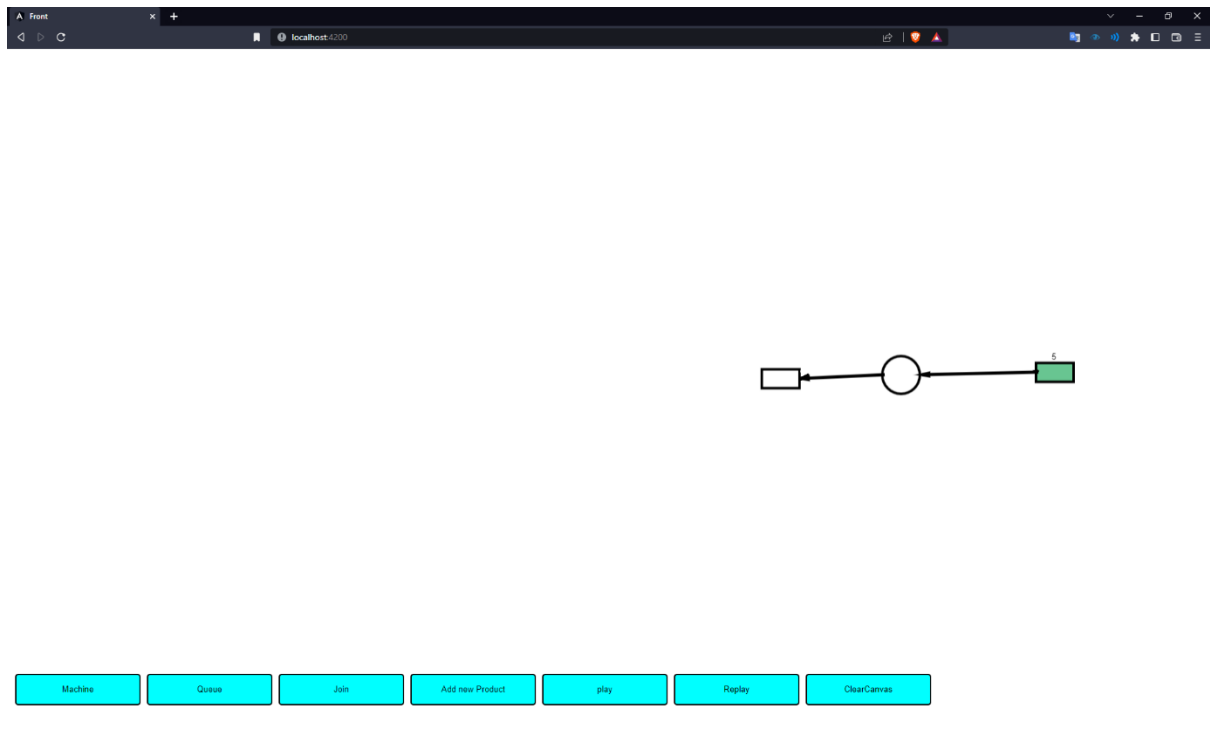 Front
localhost:4200
5
Machine
Queue
Join
Add new Product
play
Replay
ClearCanvas